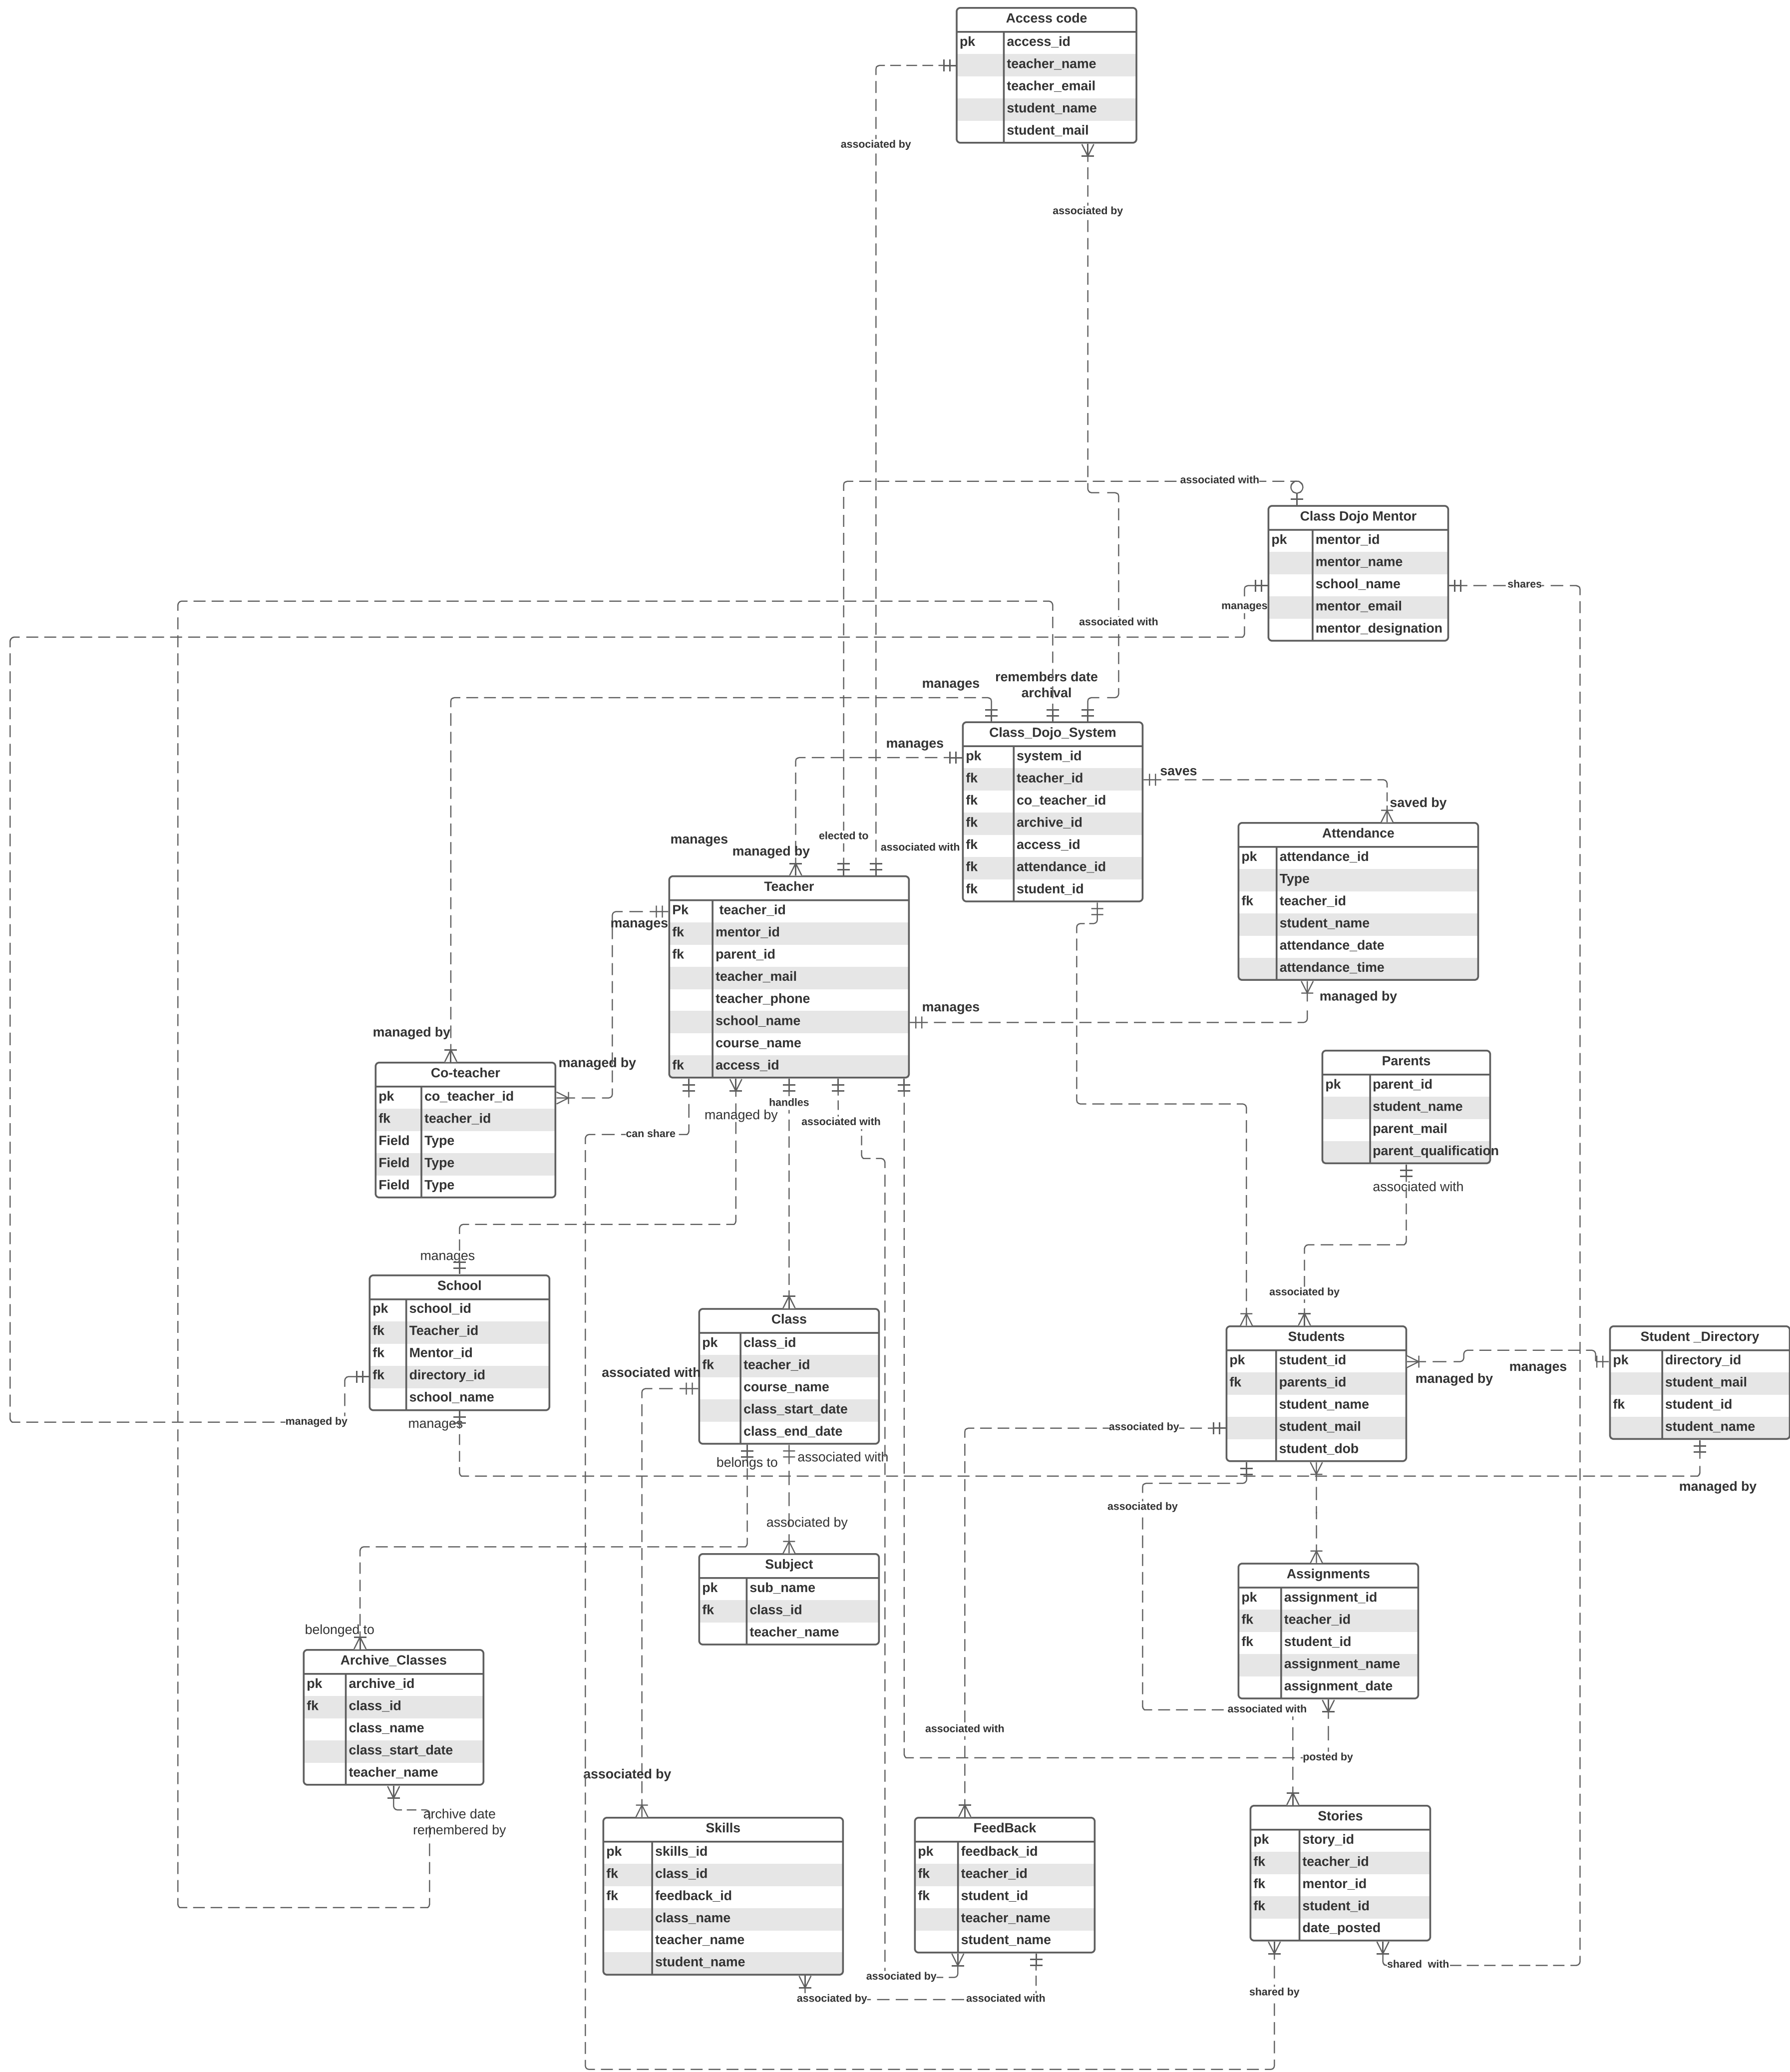 Access code
pk access_id
teacher_name
teacher_email
student_name
student_mail
associated by
associated by
associated with
Class Dojo Mentor
pk mentor_id
mentor_name
school_name
mentor_email
mentor_designation
shares
manages
associated with
manages
remembers date
archival
Class_Dojo_System
pk system_id
fk teacher_id
fk co_teacher_id
fk archive_id
fk access_id
fk attendance_id
fk student_id
manages
saves
saved by
Attendance
pk attendance_id
Type
fk teacher_id
student_name
attendance_date
attendance_time
managed by
manages
managed by
elected to
associated with
Teacher
Pk teacher_id
fk mentor_id
fk parent_id
teacher_mail
teacher_phone
school_name
course_name
fk access_id
manages
manages
managed by
managed by
Co-teacher
pk co_teacher_id
fk teacher_id
Field Type
Field Type
Field Type
can share
managed by
handles
associated with
Parents
pk parent_id
student_name
parent_mail
parent_qualification
associated with
associated by
manages
School
pk school_id
fk Teacher_id
fk Mentor_id
fk directory_id
school_name
managed by
manages
Class
pk class_id
fk teacher_id
course_name
class_start_date
class_end_date
associated with
belongs to
associated with
associated by
Students
pk student_id
fk parents_id
student_name
student_mail
student_dob
managed by
manages
Student _Directory
pk directory_id
student_mail
fk student_id
student_name
managed by
associated by
associated by
Subject
pk sub_name
fk class_id
teacher_name
Assignments
pk assignment_id
fk teacher_id
fk student_id
assignment_name
assignment_date
belonged to
Archive_Classes
pk archive_id
fk class_id
class_name
class_start_date
teacher_name
archive date
remembered by
associated with
associated with
posted by
associated by
Skills
pk skills_id
fk class_id
fk feedback_id
class_name
teacher_name
student_name
FeedBack
pk feedback_id
fk teacher_id
fk student_id
teacher_name
student_name
Stories
pk story_id
fk teacher_id
fk mentor_id
fk student_id
date_posted
associated by
associated by
associated with
shared with
shared by